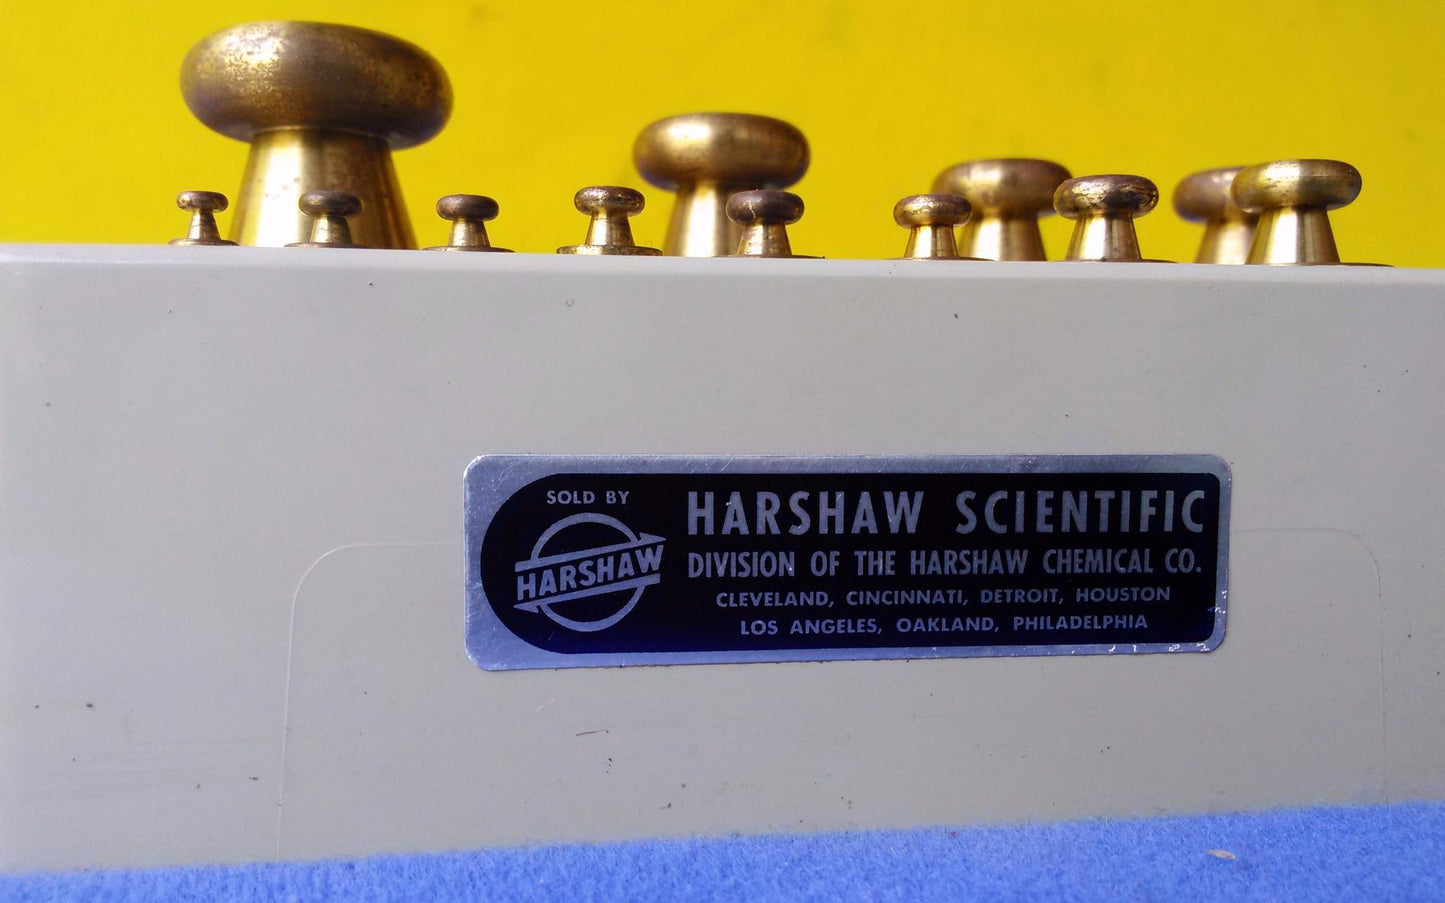 SOLD BY
HARSHAW
HARSHAW SCIENTIFIC
DIVISION OF THE HARSHAW CHEMICAL CO.
CLEVELAND, CINCINNATI, DETROIT, HOUSTON
LOS ANGELES, OAKLAND, PHILADELPHIA